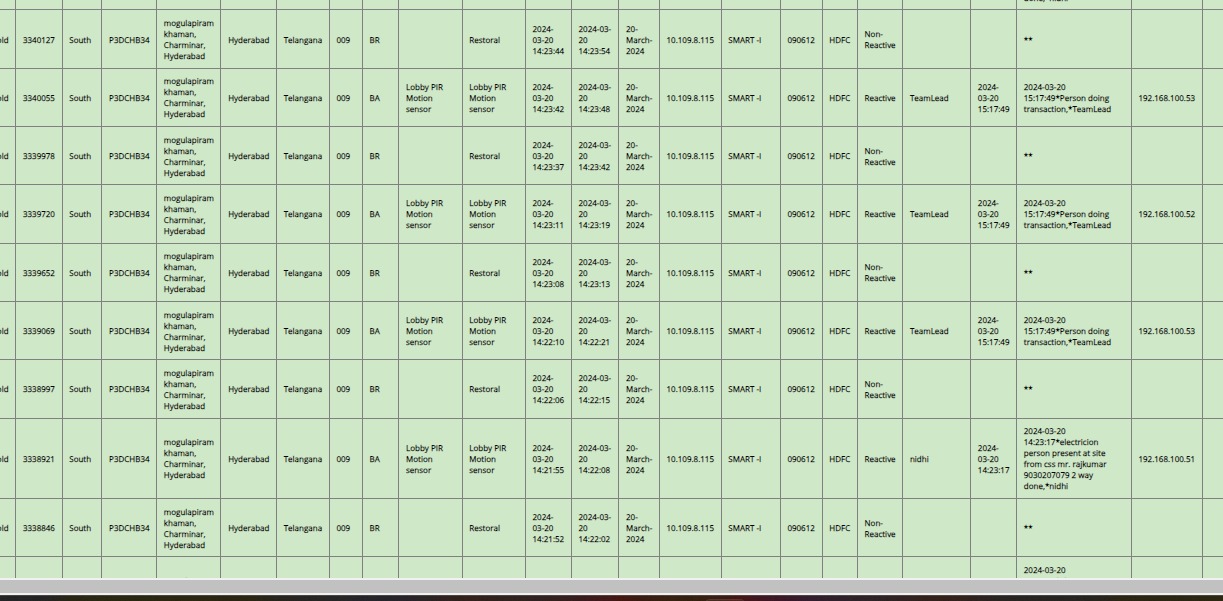 done,*nidhi
old 3340127 South P3DCHB34 mogulapiram khaman, Charminar, Hyderabad Hyderabad Telangana 009 BR Restoral 2024-03-20 14:23:44 2024-03-20 14:23:54 20-March-2024 10.109.8.115 SMART -I 090612 HDFC Non-Reactive **
old 3340055 South P3DCHB34 mogulapiram khaman, Charminar, Hyderabad Hyderabad Telangana 009 BA Lobby PIR Motion sensor Lobby PIR Motion sensor 2024-03-20 14:23:42 2024-03-20 14:23:48 20-March-2024 10.109.8.115 SMART -I 090612 HDFC Reactive TeamLead 2024-03-20 15:17:49 2024-03-20 15:17:49*Person doing transaction,*TeamLead 192.168.100.53
old 3339978 South P3DCHB34 mogulapiram khaman, Charminar, Hyderabad Hyderabad Telangana 009 BR Restoral 2024-03-20 14:23:37 2024-03-20 14:23:42 20-March-2024 10.109.8.115 SMART -I 090612 HDFC Non-Reactive **
old 3339720 South P3DCHB34 mogulapiram khaman, Charminar, Hyderabad Hyderabad Telangana 009 BA Lobby PIR Motion sensor Lobby PIR Motion sensor 2024-03-20 14:23:11 2024-03-20 14:23:19 20-March-2024 10.109.8.115 SMART -I 090612 HDFC Reactive TeamLead 2024-03-20 15:17:49 2024-03-20 15:17:49*Person doing transaction,*TeamLead 192.168.100.52
old 3339652 South P3DCHB34 mogulapiram khaman, Charminar, Hyderabad Hyderabad Telangana 009 BR Restoral 2024-03-20 14:23:08 2024-03-20 14:23:13 20-March-2024 10.109.8.115 SMART -I 090612 HDFC Non-Reactive **
old 3339069 South P3DCHB34 mogulapiram khaman, Charminar, Hyderabad Hyderabad Telangana 009 BA Lobby PIR Motion sensor Lobby PIR Motion sensor 2024-03-20 14:22:10 2024-03-20 14:22:21 20-March-2024 10.109.8.115 SMART -I 090612 HDFC Reactive TeamLead 2024-03-20 15:17:49 2024-03-20 15:17:49*Person doing transaction,*TeamLead 192.168.100.53
old 3338997 South P3DCHB34 mogulapiram khaman, Charminar, Hyderabad Hyderabad Telangana 009 BR Restoral 2024-03-20 14:22:06 2024-03-20 14:22:15 20-March-2024 10.109.8.115 SMART -I 090612 HDFC Non-Reactive **
old 3338921 South P3DCHB34 mogulapiram khaman, Charminar, Hyderabad Hyderabad Telangana 009 BA Lobby PIR Motion sensor Lobby PIR Motion sensor 2024-03-20 14:21:55 2024-03-20 14:22:08 20-March-2024 10.109.8.115 SMART -I 090612 HDFC Reactive nidhi 2024-03-20 14:23:17 2024-03-20 14:23:17*electricion person present at site from css mr. rajkumar 9030207079 2 way done,*nidhi 192.168.100.51
old 3338846 South P3DCHB34 mogulapiram khaman, Charminar, Hyderabad Hyderabad Telangana 009 BR Restoral 2024-03-20 14:21:52 2024-03-20 14:22:02 20-March-2024 10.109.8.115 SMART -I 090612 HDFC Non-Reactive **
2024-03-20